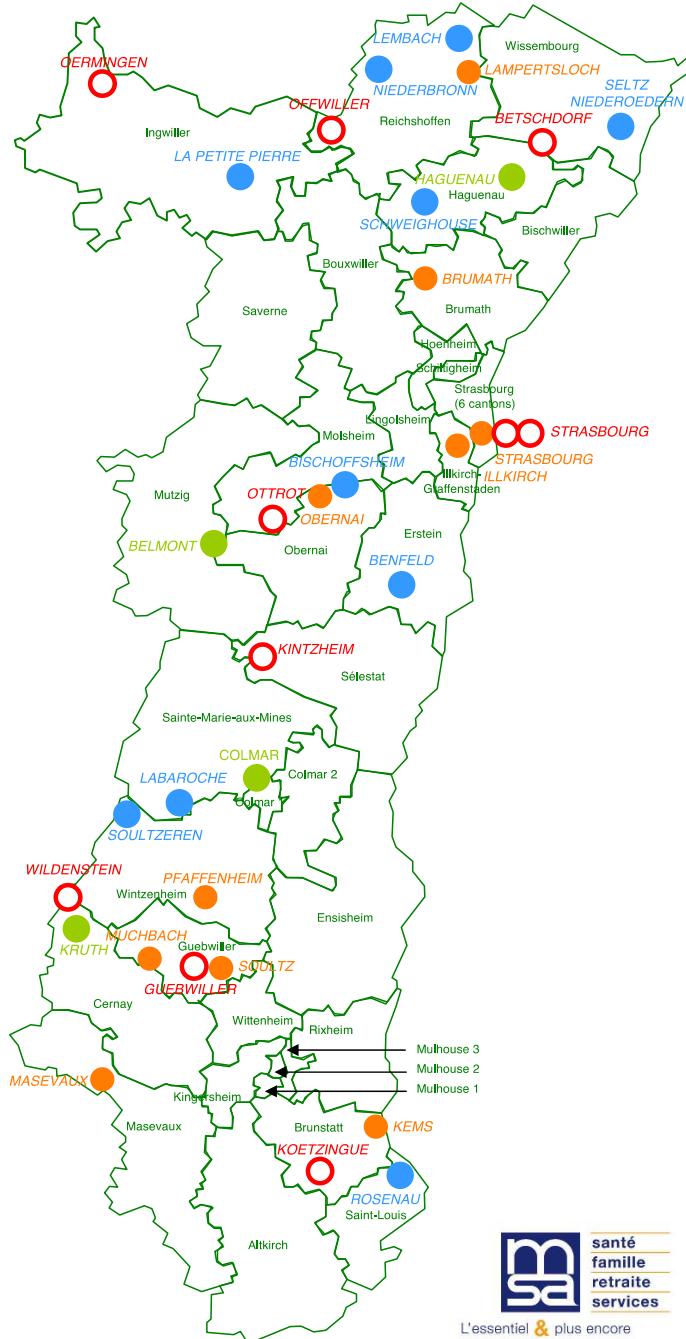 LEMBACH
Wissembourg
OERMINGEN
LAMPERTSLOCH
NIEDERBRONN
SELTZ
NIEDEROEDERN
OFFWILLER
Reichshoffen
BETSCHDORF
Ingwiller
LA PETITE PIERRE
HAGUENAU
Haguenau
SCHWEIGHOUSE
Bischwiller
Bouxwiller
BRUMATH
Saverne
Brumath
Hoenheim
Schiltigheim
Strasbourg
(6 cantons)
Lingolsheim
Molsheim
STRASBOURG
STRASBOURG
BISCHOFFSHEIM
ILLKIRCH
Illkirch-
Graffenstaden
Mutzig
OTTROT
OBERNAI
Erstein
BELMONT
Obernai
BENFELD
KINTZHEIM
Sélestat
Sainte-Marie-aux-Mines
COLMAR
Colmar 2
LABAROCHE
Colmar 1
SOULTZEREN
WILDENSTEIN
PFAFFENHEIM
Wintzenheim
Ensisheim
MUCHBACH
KRUTH
Guebwiller
SOULTZ
GUEBWILLER
Cernay
Wittenheim
Rixheim
Mulhouse 3
Mulhouse 2
MASEVAUX
Mulhouse 1
Kingersheim
Masevaux
Brunstatt
KEMS
KOETZINGUE
ROSENAU
Saint-Louis
Altkirch
msa
santé
famille
retraite
services
L'essentiel & plus encore